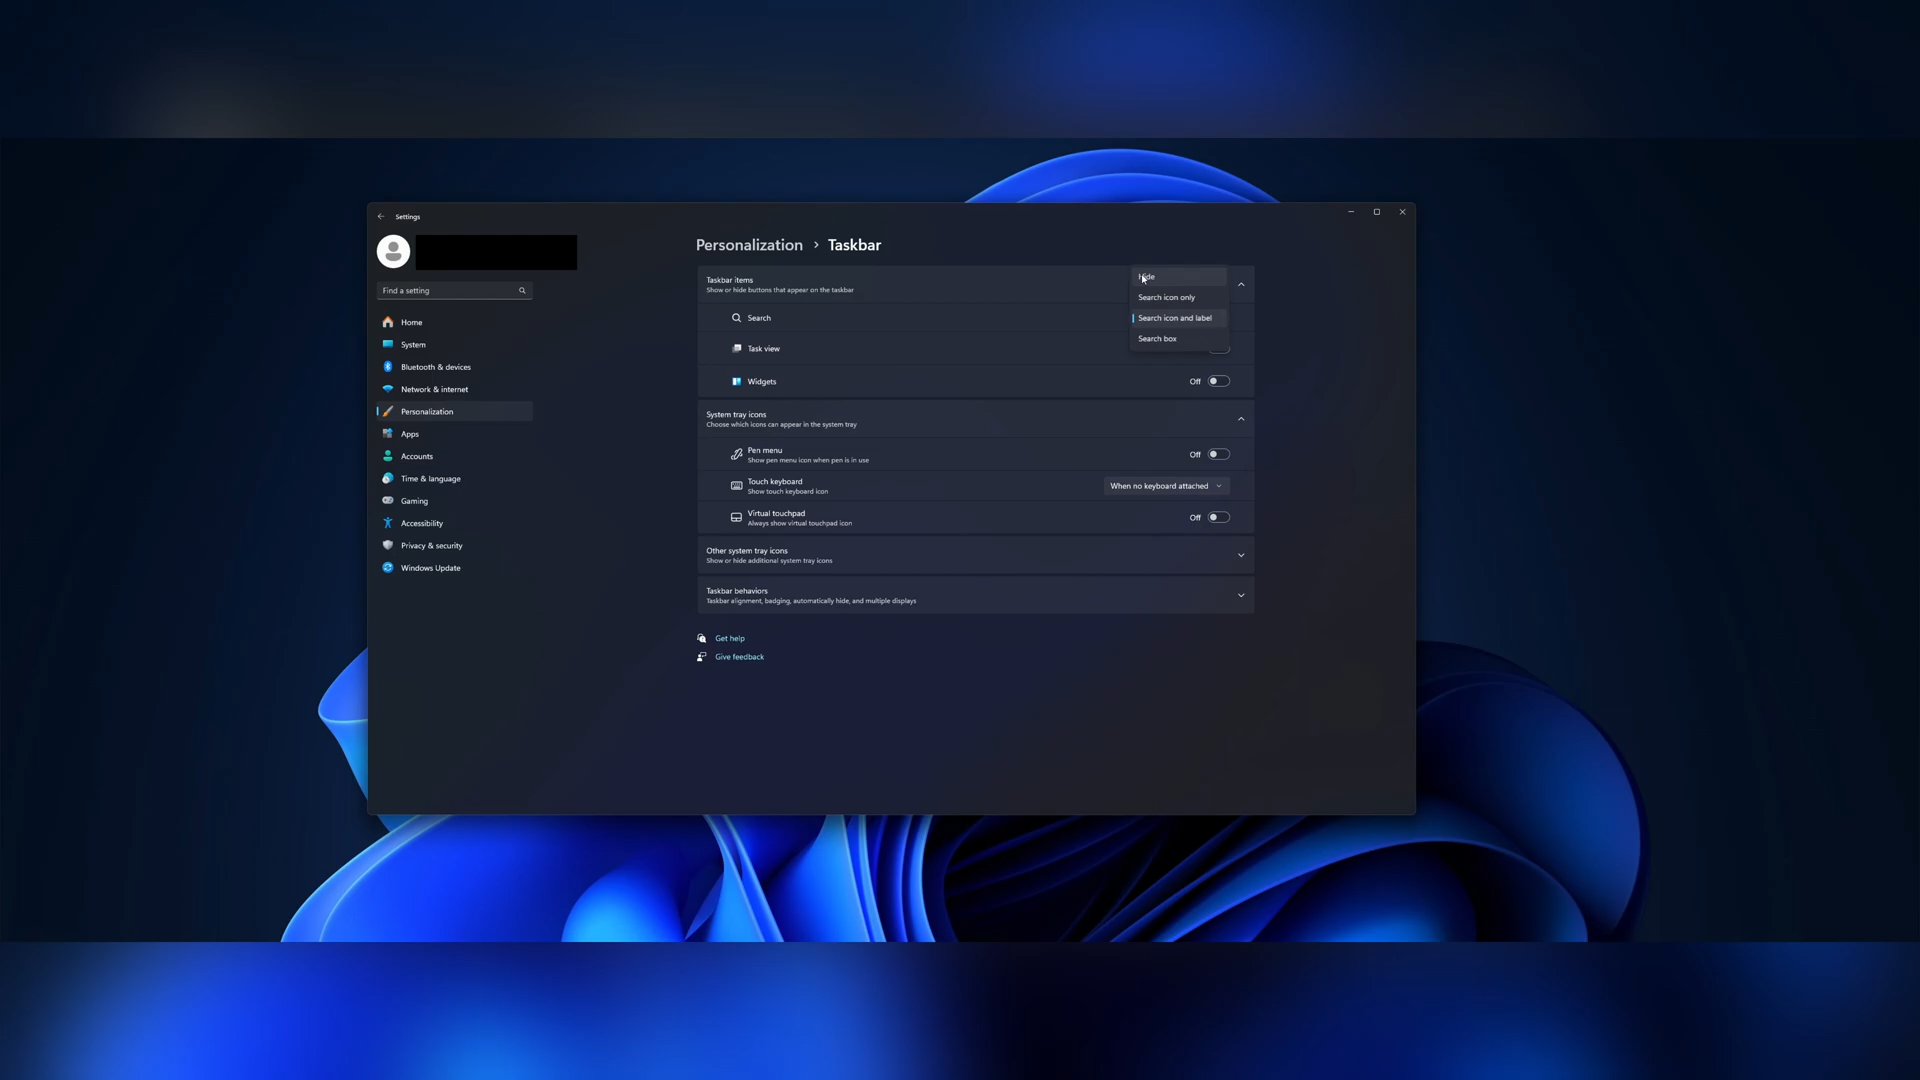 Settings
Find a setting
Home
System
Bluetooth & devices
Network & internet
Personalization
Apps
Accounts
Time & language
Gaming
Accessibility
Privacy & security
Windows Update
Personalization > Taskbar
Taskbar items
Show or hide buttons that appear on the taskbar
Search
Hide
Search icon only
Search icon and label
Search box
Task view
Widgets
Off
System tray icons
Choose which icons can appear in the system tray
Pen menu
Show pen menu icon when pen is in use
Off
Touch keyboard
Show touch keyboard icon
When no keyboard attached
Virtual touchpad
Always show virtual touchpad icon
Off
Other system tray icons
Show or hide additional system tray icons
Taskbar behaviors
Taskbar alignment, badging, automatically hide, and multiple displays
Get help
Give feedback